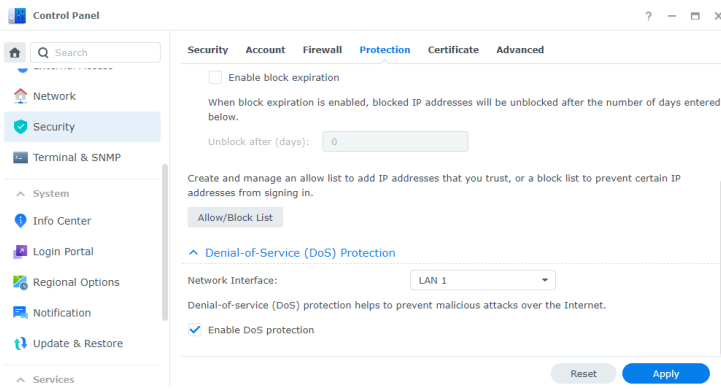 Control Panel
?
Search
Security Account Firewall Protection Certificate Advanced
External Access
Enable block expiration
Network
When block expiration is enabled, blocked IP addresses will be unblocked after the number of days entered
below.
Security
Unblock after (days): 0
Terminal & SNMP
Create and manage an allow list to add IP addresses that you trust, or a block list to prevent certain IP
addresses from signing in.
System
Allow/Block List
Info Center
Login Portal
Denial-of-Service (DoS) Protection
Regional Options
Network Interface: LAN 1
Denial-of-service (DoS) protection helps to prevent malicious attacks over the Internet.
Notification
Enable DoS protection
Update & Restore
Reset Apply
Services